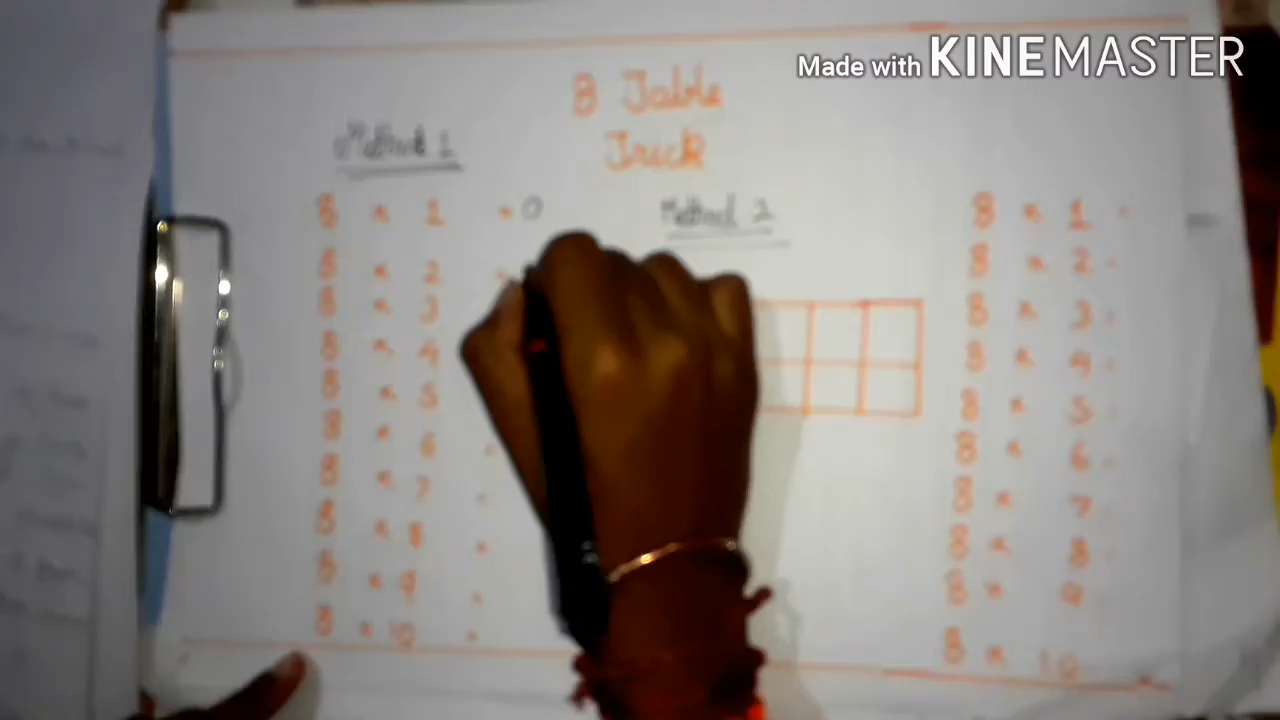 Made with KINEMASTER
8 Table
Trick
Method 1
8 × 1 = 0
8 × 2 =
8 × 3
8 × 4
8 × 5
8 × 6 =
8 × 7 =
8 × 8 =
8 × 9 =
8 × 10 =
Method 2
8 × 1 =
8 × 2 =
8 × 3 =
8 × 4 =
8 × 5 =
8 × 6 =
8 × 7 =
8 × 8 =
8 × 9
8 × 10